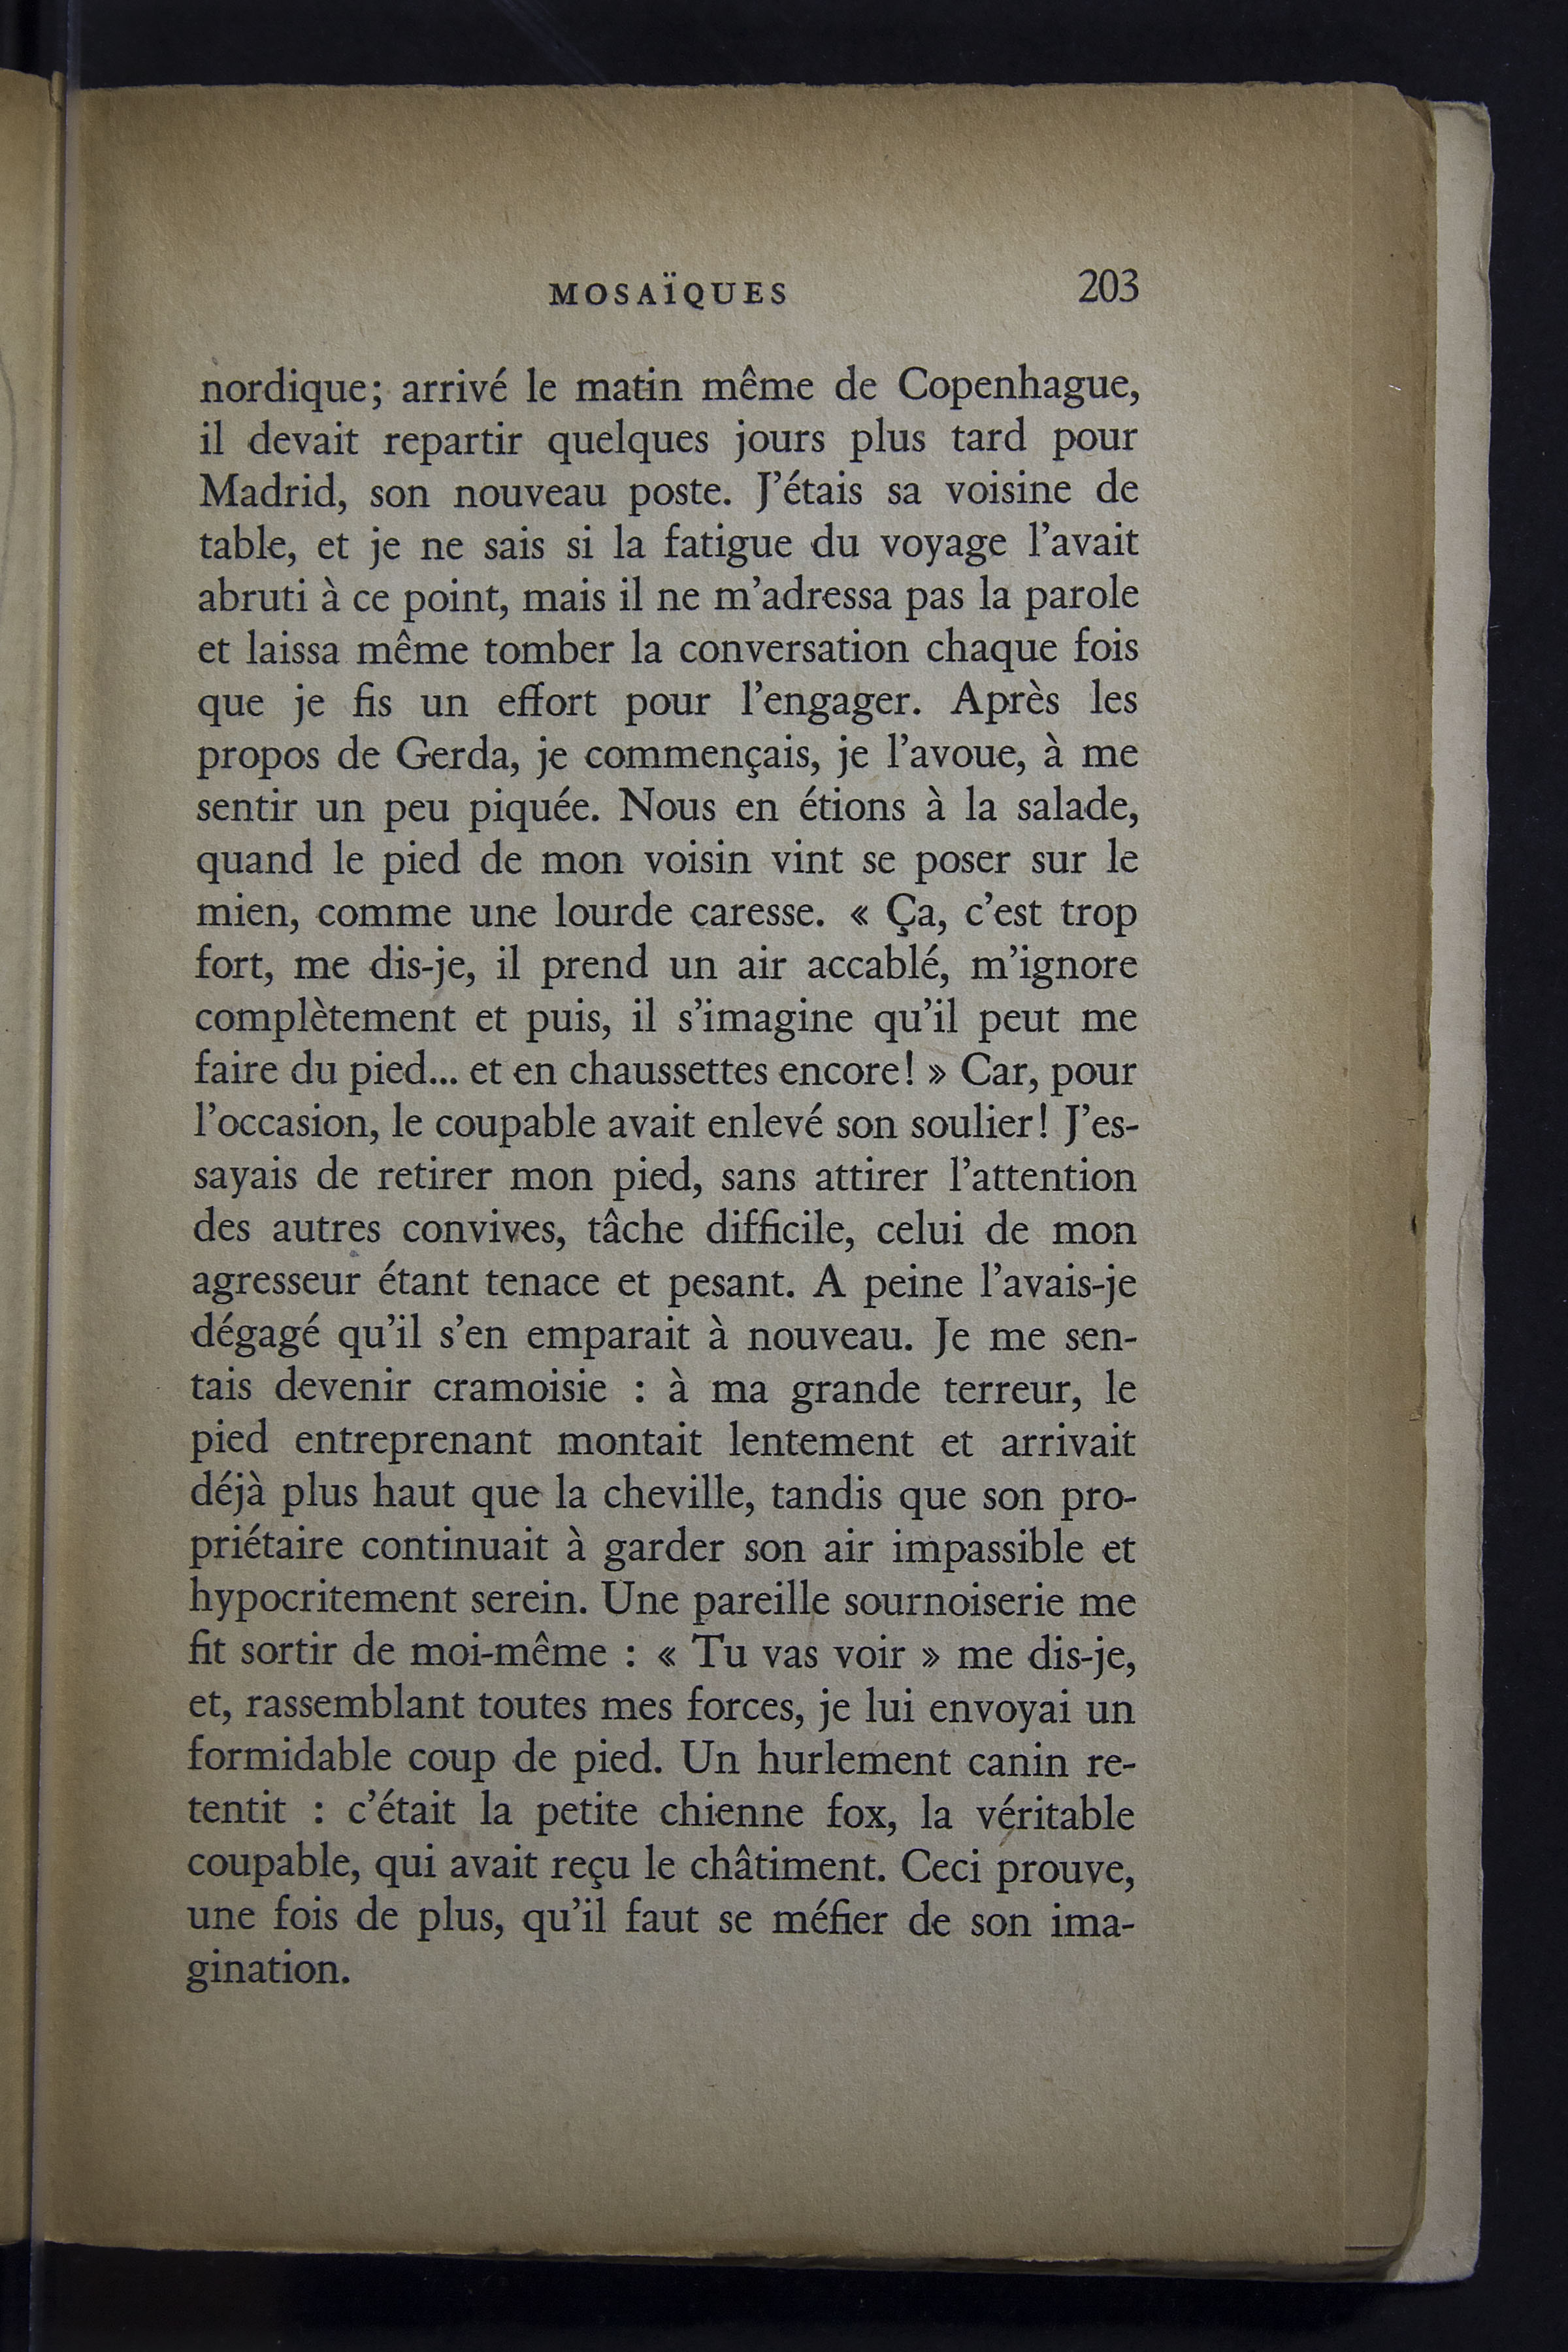 MOSAÏQUES 203
nordique; arrivé le matin même de Copenhague,
il devait repartir quelques jours plus tard pour
Madrid, son nouveau poste. J'étais sa voisine de
table, et je ne sais si la fatigue du voyage l'avait
abruti à ce point, mais il ne m'adressa pas la parole
et laissa même tomber la conversation chaque fois
que je fis un effort pour l'engager. Après les
propos de Gerda, je commençais, je l'avoue, à me
sentir un peu piquée. Nous en étions à la salade,
quand le pied de mon voisin vint se poser sur le
mien, comme une lourde caresse. « Ça, c'est trop
fort, me dis-je, il prend un air accablé, m'ignore
complètement et puis, il s'imagine qu'il peut me
faire du pied... et en chaussettes encore! » Car, pour
l'occasion, le coupable avait enlevé son soulier! J'es-
sayais de retirer mon pied, sans attirer l'attention
des autres convives, tâche difficile, celui de mon
agresseur étant tenace et pesant. A peine l'avais-je
dégagé qu'il s'en emparait à nouveau. Je me sen-
tais devenir cramoisie : à ma grande terreur, le
pied entreprenant montait lentement et arrivait
déjà plus haut que la cheville, tandis que son pro-
priétaire continuait à garder son air impassible et
hypocritement serein. Une pareille sournoiserie me
fit sortir de moi-même : « Tu vas voir » me dis-je,
et, rassemblant toutes mes forces, je lui envoyai un
formidable coup de pied. Un hurlement canin re-
tentit : c'était la petite chienne fox, la véritable
coupable, qui avait reçu le châtiment. Ceci prouve,
une fois de plus, qu'il faut se méfier de son ima-
gination.